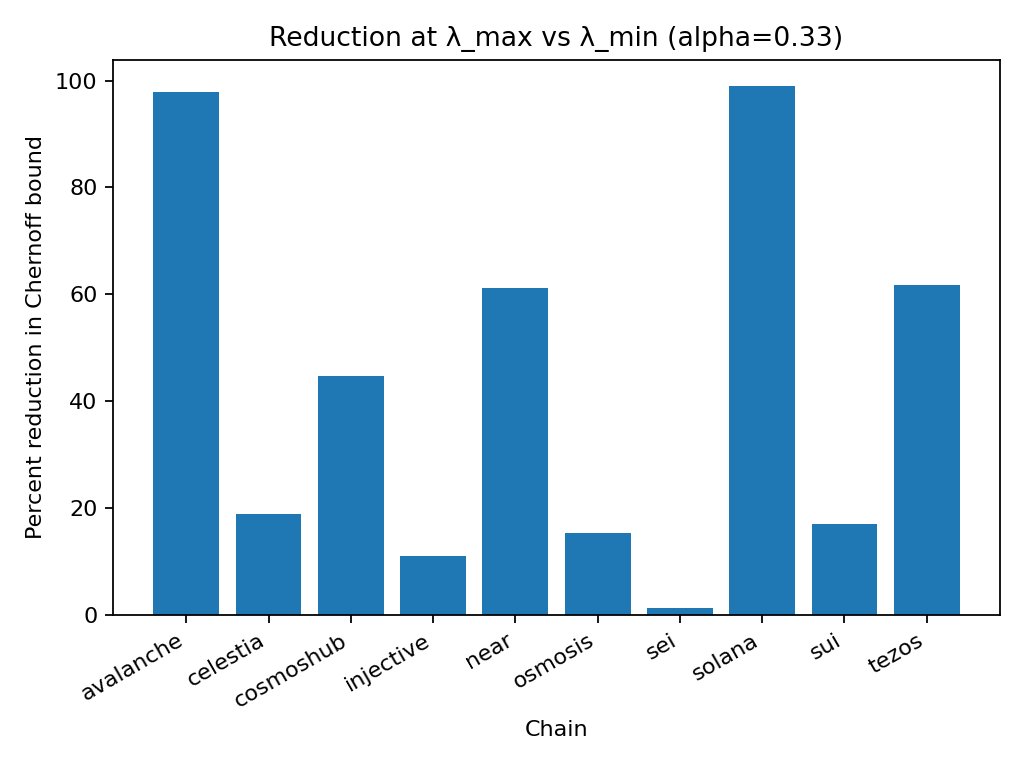 Reduction at λ_max vs λ_min (alpha=0.33)
Percent reduction in Chernoff bound
100
80
60
40
20
0
avalanche
celestia
cosmoshub
injective
near
osmosis
sei
solana
sui
tezos
Chain